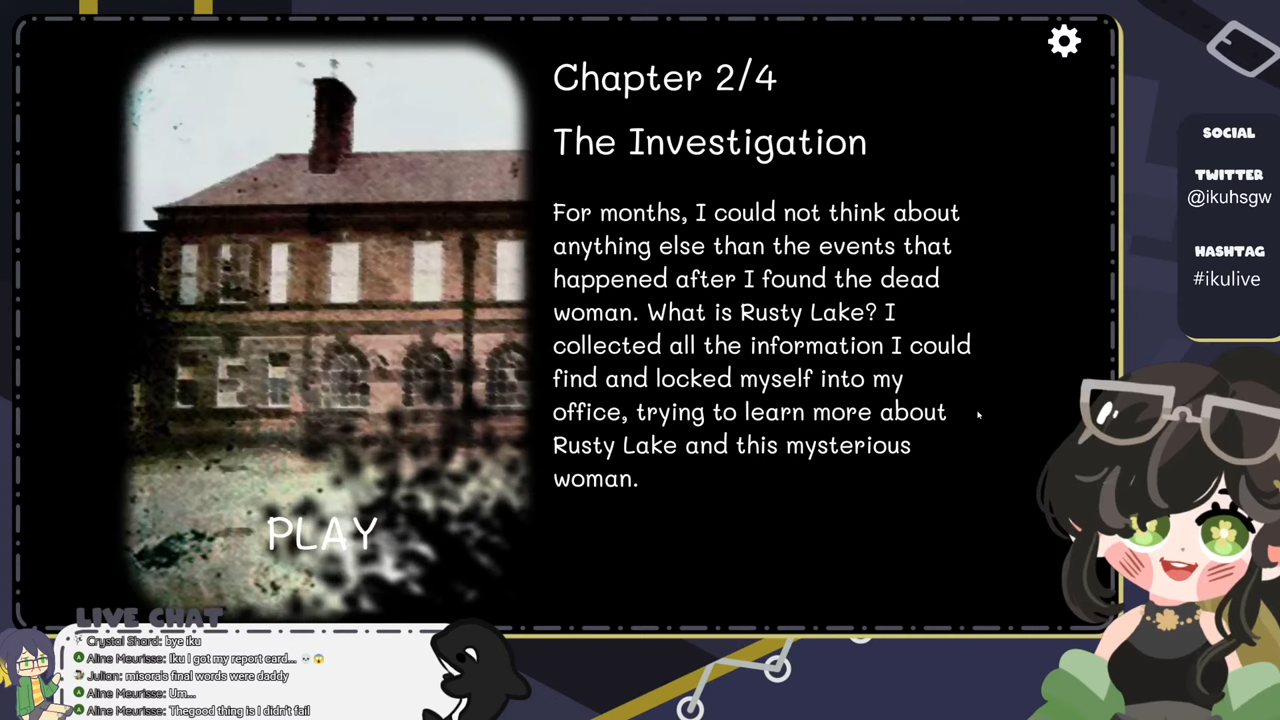 Chapter 2/4
The Investigation
For months, I could not think about
anything else than the events that
happened after I found the dead
woman. What is Rusty Lake? I
collected all the information I could
find and locked myself into my
office, trying to learn more about
Rusty Lake and this mysterious
woman.
PLAY
SOCIAL
TWITTER
@ikuhsgw
HASHTAG
#ikulive
LIVE CHAT
Crystal Shard: bye iku
Aline Meurisse: Iku I got my report card... 💀😱
Julion: misora's final words were daddy
Aline Meurisse: Um...
Aline Meurisse: Thegood thing is I didn't fail